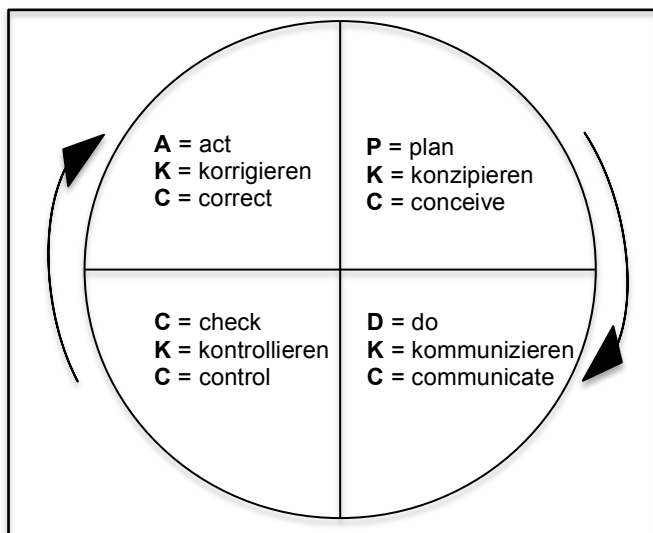 A = act
K = korrigieren
C = correct
P = plan
K = konzipieren
C = conceive
C = check
K = kontrollieren
C = control
D = do
K = kommunizieren
C = communicate